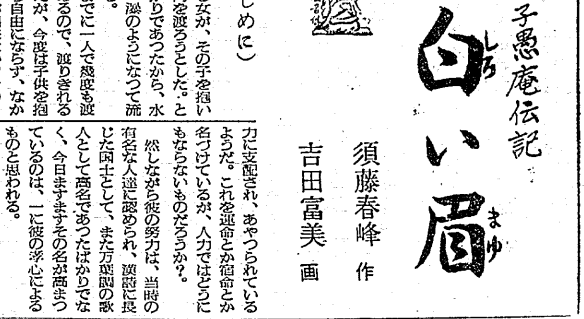 子愚庵伝記
白い眉
しろ
まゆ
須藤春峰 作
吉田富美 画
じめに）
女が、その子を抱い
を渡ろうとした。と
りであつたから、水
瀑のようになつて流
でに一人で幾度も渡
るので、渡りきれる
が、今度は子供を抱
自由にならず、なか
力に支配され、あやつられている
ようだ。これを運命とか宿命とか
名づけているが、人力ではどうに
もならないものだろうか？。
然しながら彼の努力は、当時の
有名な人達に認められ、漢詩に長
じた国士として、また万葉調の歌
人として高名であつたばかりでな
く、今日ますますその名が高まつ
ているのは、一に彼の孝心による
ものと思われる。